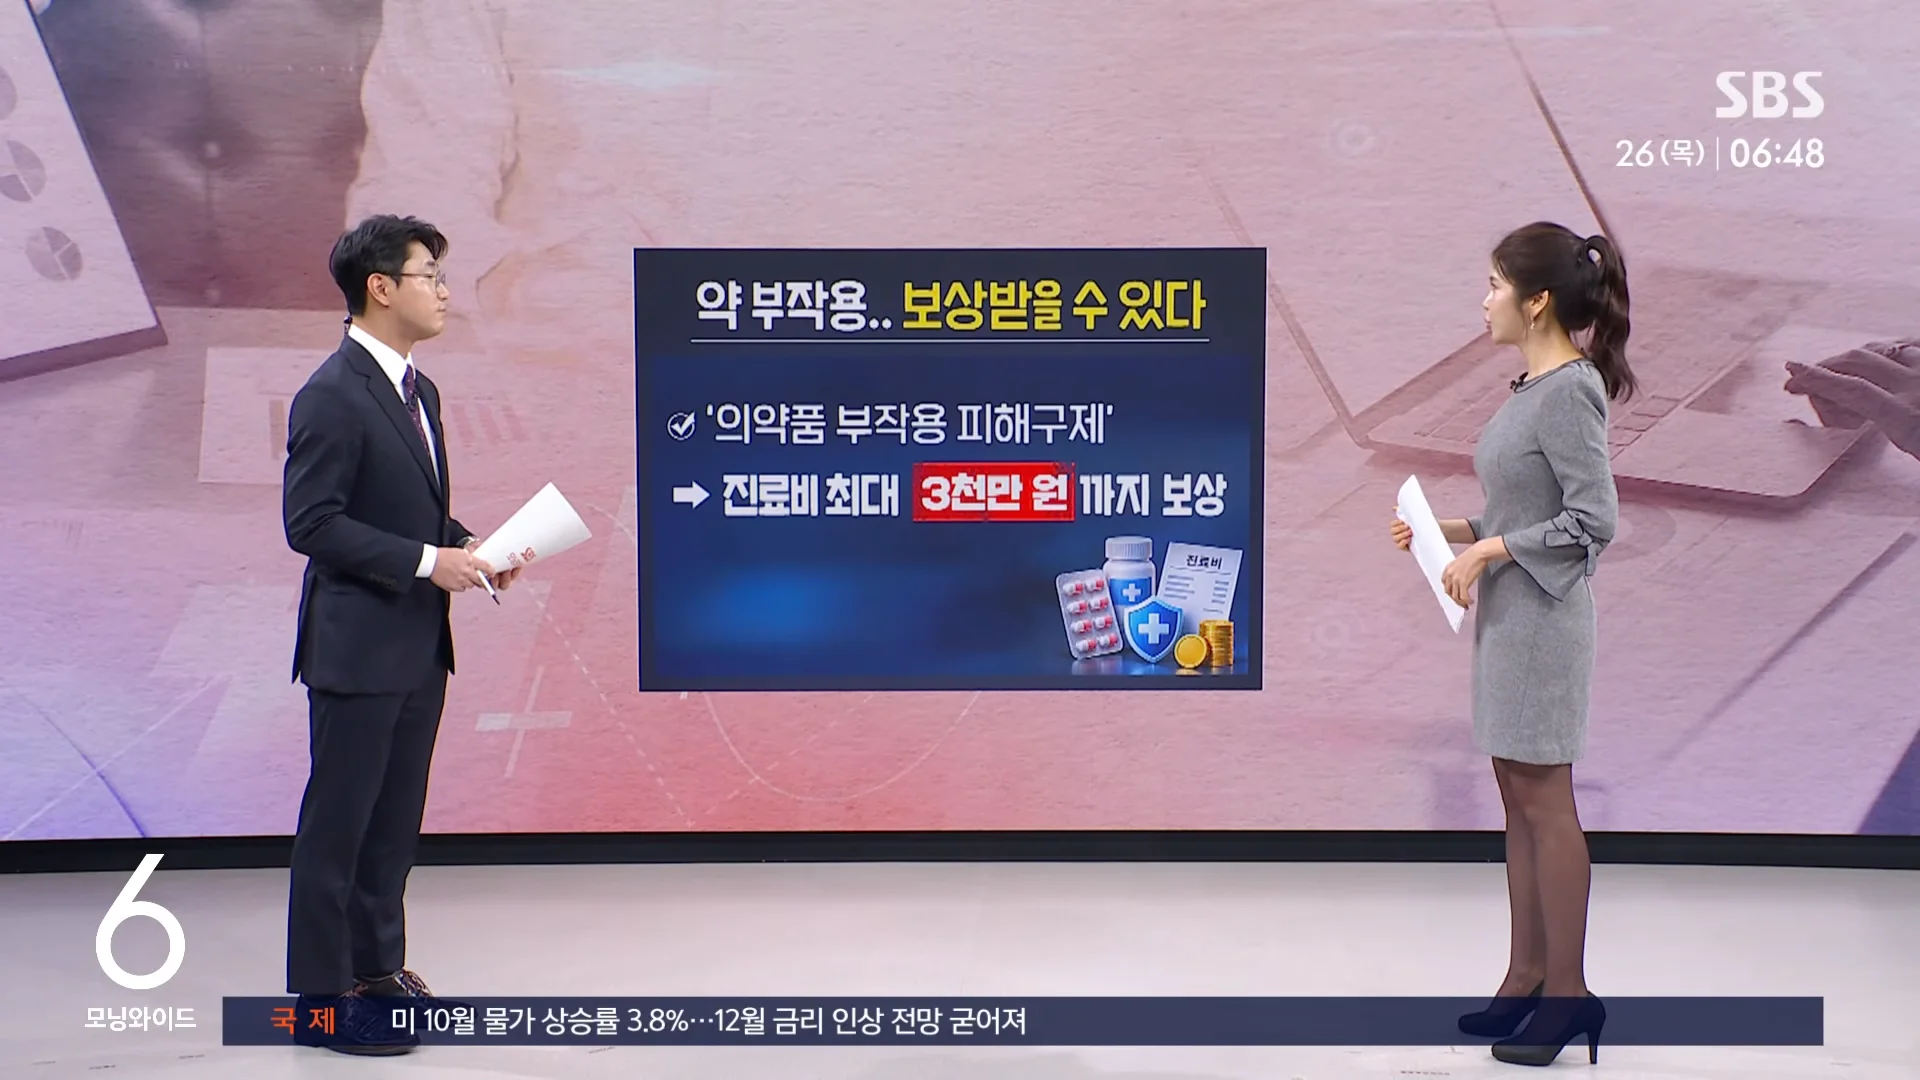 SBS
26(목) | 06:48
약 부작용.. 보상받을 수 있다
'의약품 부작용 피해구제'
➡ 진료비 최대 3천만 원 까지 보상
진료비
6
모닝와이드
국제 미 10월 물가 상승률 3.8%…12월 금리 인상 전망 굳어져